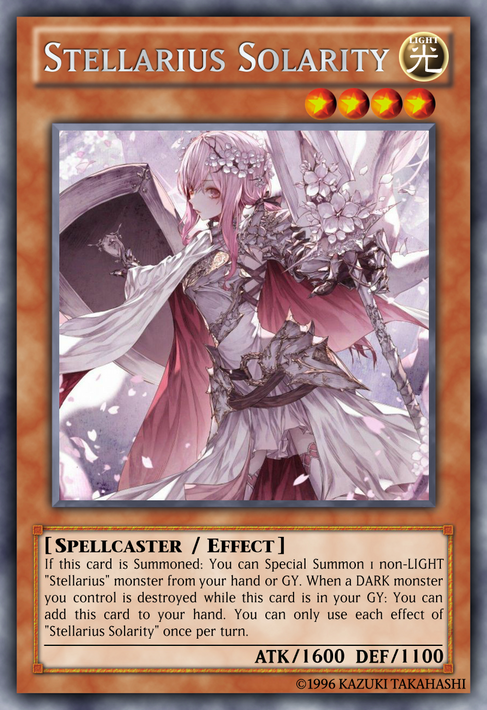 Stellarius Solarity
LIGHT
光
[Spellcaster / Effect]
If this card is Summoned: You can Special Summon 1 non-LIGHT
"Stellarius" monster from your hand or GY. When a DARK monster
you control is destroyed while this card is in your GY: You can
add this card to your hand. You can only use each effect of
"Stellarius Solarity" once per turn.
ATK/1600 DEF/1100
©1996 KAZUKI TAKAHASHI